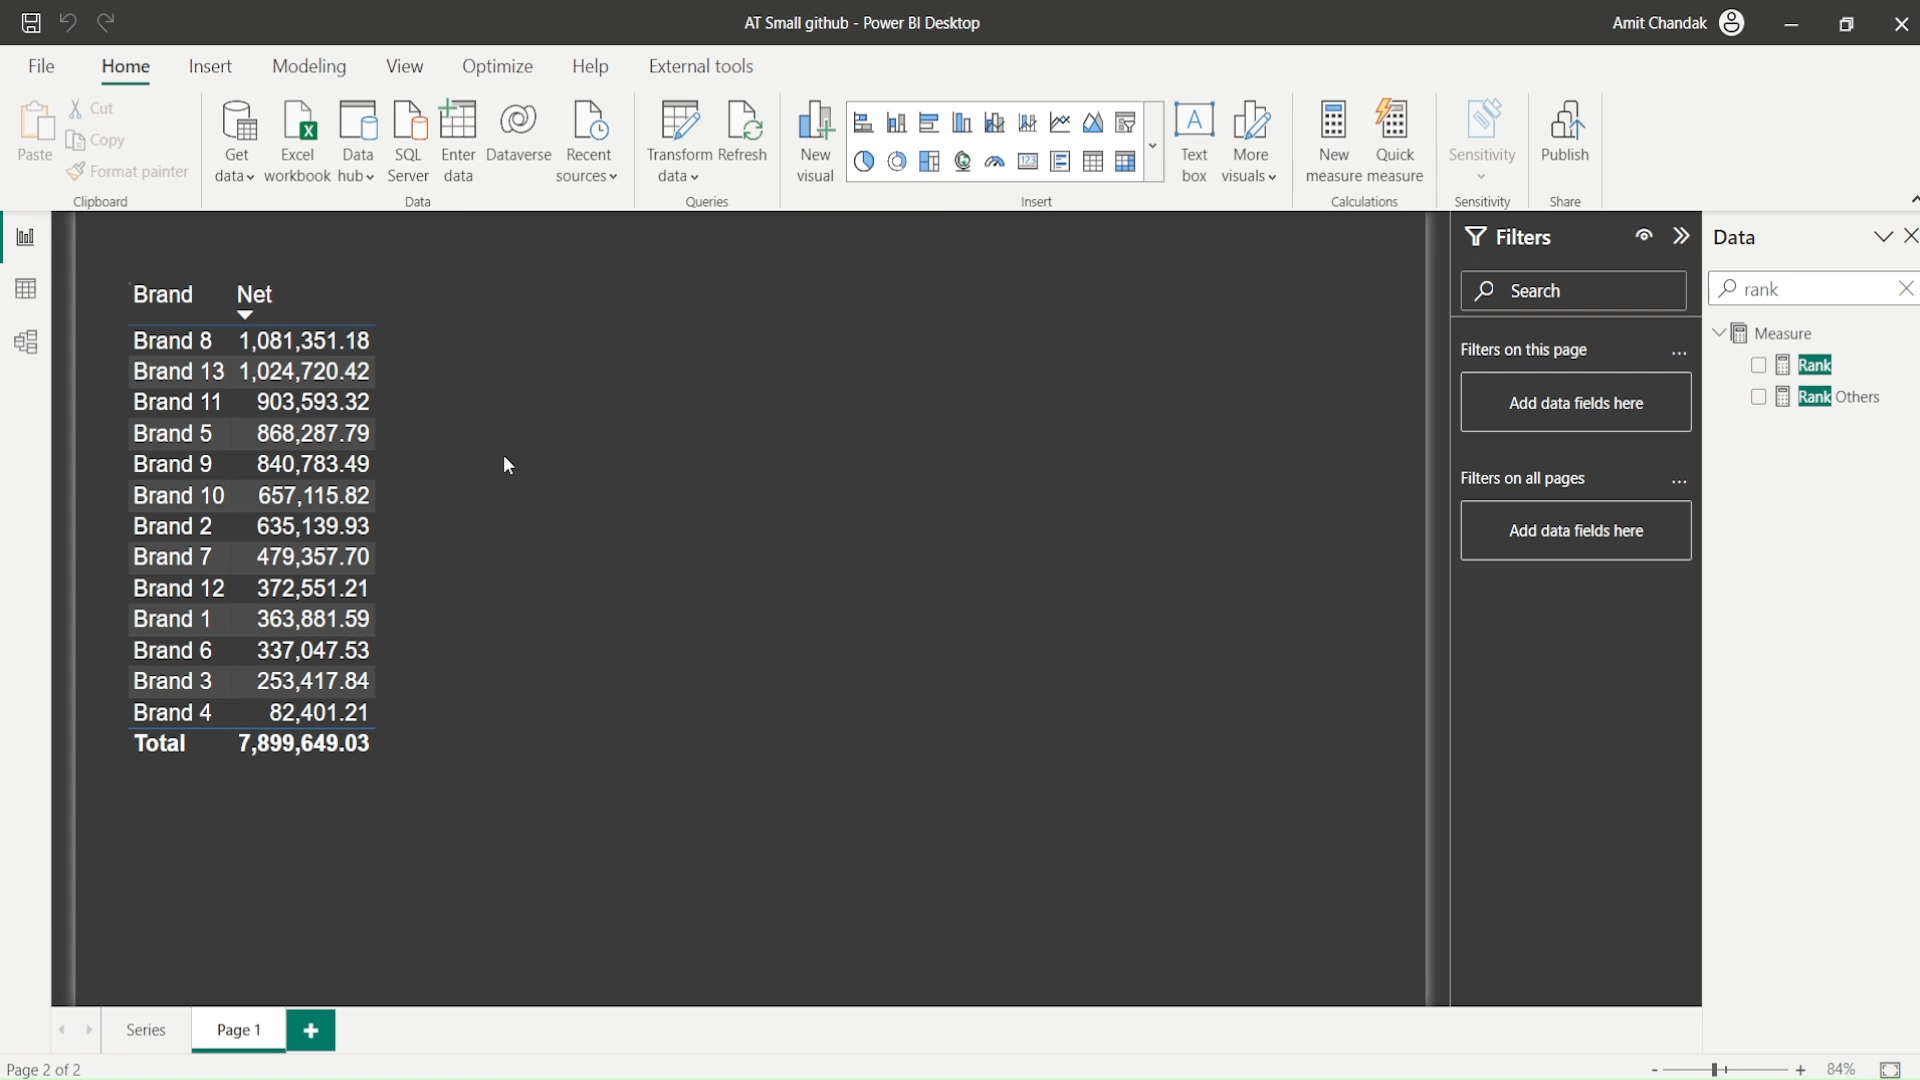 AT Small github - Power BI Desktop
Amit Chandak
File Home Insert Modeling View Optimize Help External tools
Paste
Cut
Copy
Format painter
Clipboard
Get data
Excel workbook
Data hub
SQL Server
Enter data
Dataverse
Recent sources
Data
Transform data
Refresh
Queries
New visual
123
A
Text box
More visuals
Insert
New measure
Quick measure
Calculations
Sensitivity
Sensitivity
Publish
Share
Brand Net
Brand 8 1,081,351.18
Brand 13 1,024,720.42
Brand 11 903,593.32
Brand 5 868,287.79
Brand 9 840,783.49
Brand 10 657,115.82
Brand 2 635,139.93
Brand 7 479,357.70
Brand 12 372,551.21
Brand 1 363,881.59
Brand 6 337,047.53
Brand 3 253,417.84
Brand 4 82,401.21
Total 7,899,649.03
Filters
Search
Filters on this page ...
Add data fields here
Filters on all pages ...
Add data fields here
Data
rank
Measure
Rank
Rank Others
Series
Page 1
+
Page 2 of 2
- + 84%